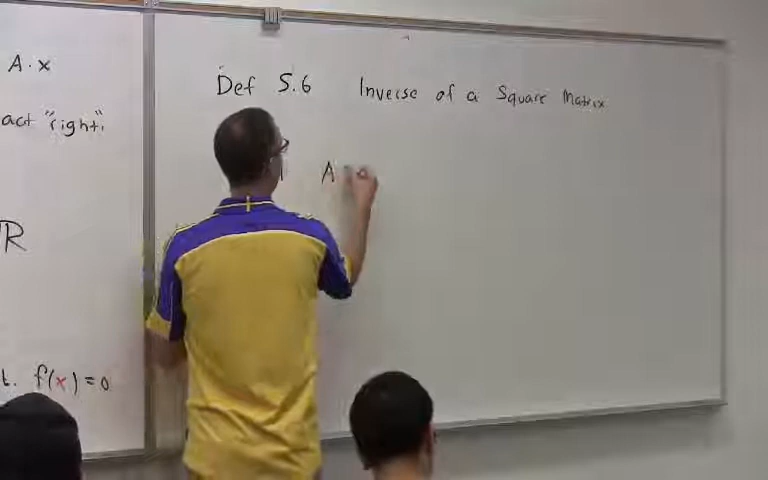 A · x
act "right".
R
t. f(x) = 0
Def 5.6 Inverse of a Square Matrix
A